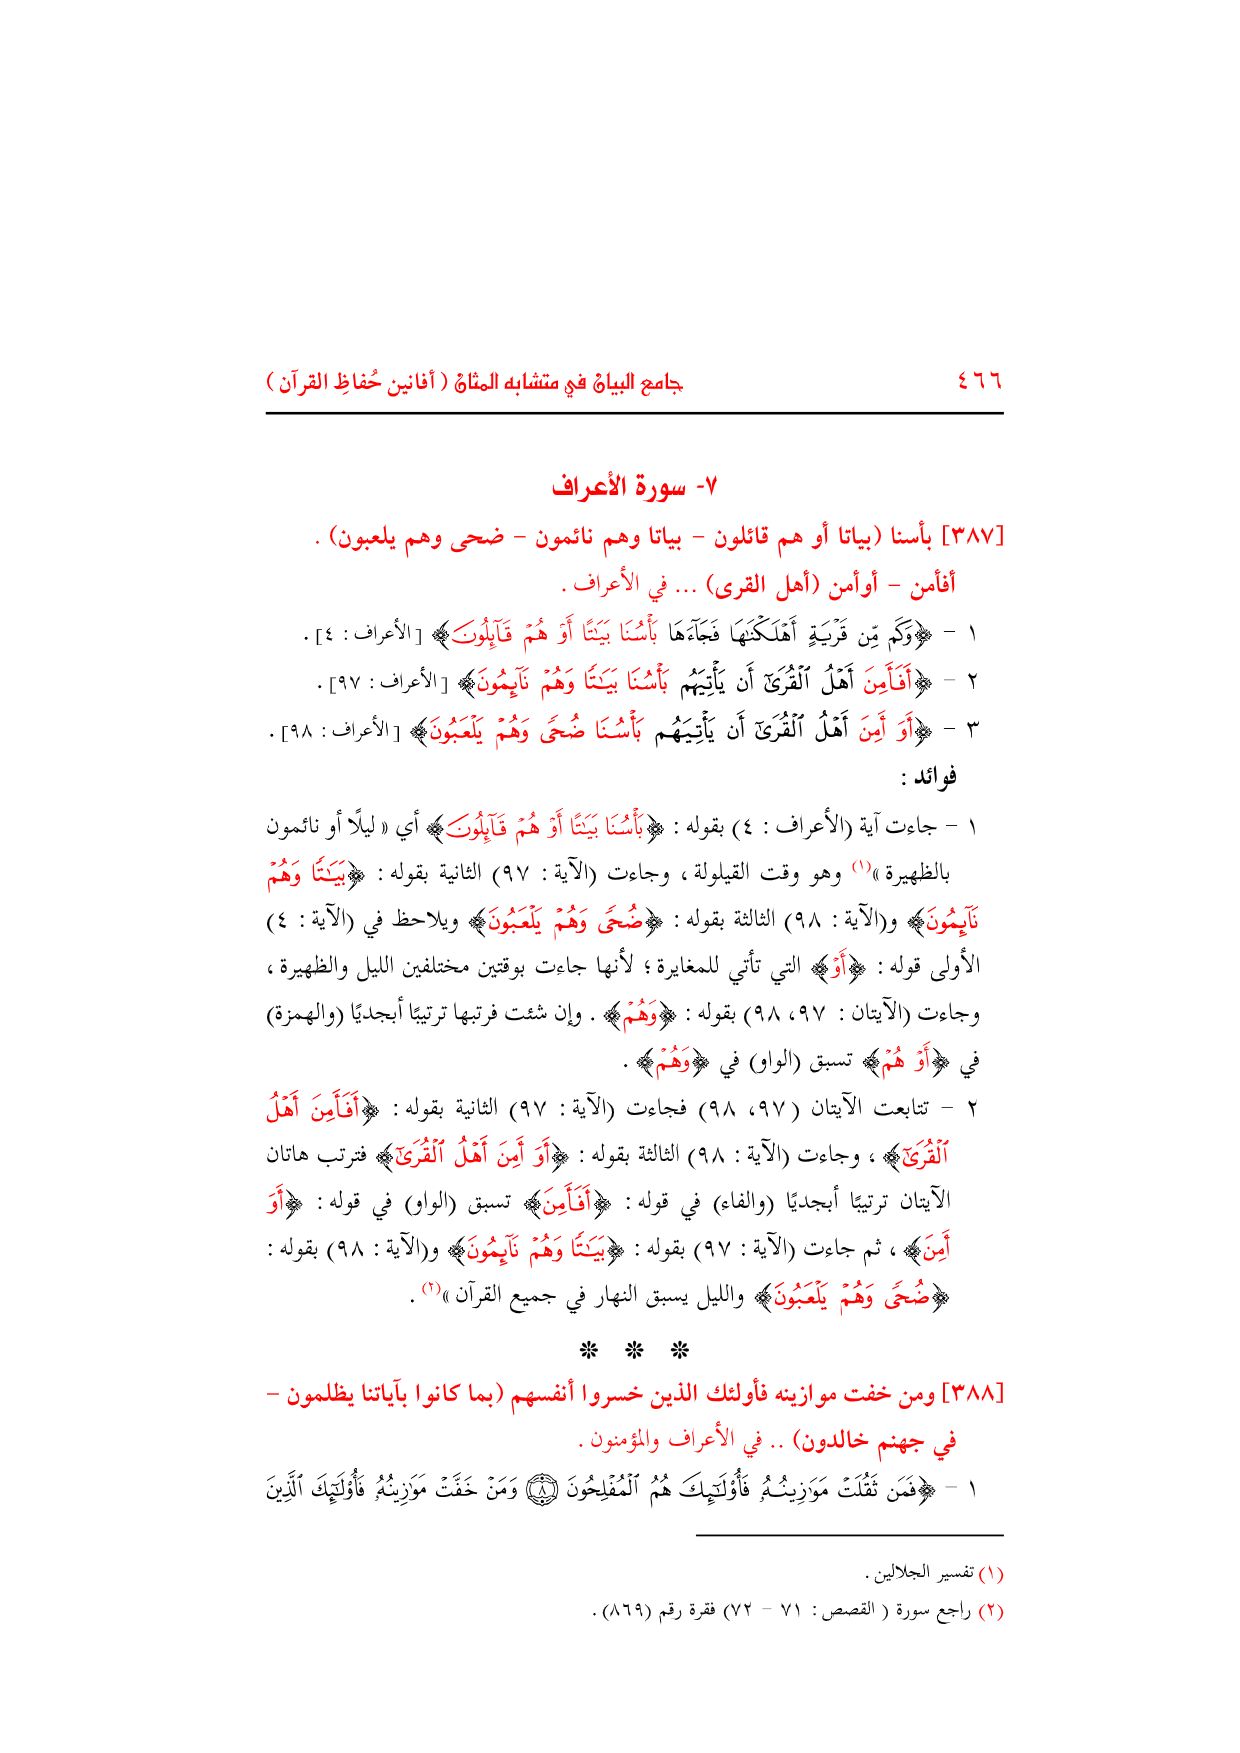 ٤٦٦ جامع البيان في متشابه المثان ( أفانين حُفاظِ القرآن )
٧- سورة الأعراف
[٣٨٧] بأسنا (بياتا أو هم قائلون – بياتا وهم نائمون – ضحى وهم يلعبون) .
أفأمن – أوأمن (أهل القرى) ... في الأعراف .
١ – ﴿وَكَم مِّن قَرۡيَةٍ أَهۡلَكۡنَٰهَا فَجَآءَهَا بَأۡسُنَا بَيَٰتًا أَوۡ هُمۡ قَآئِلُونَ﴾ [الأعراف : ٤] .
٢ – ﴿أَفَأَمِنَ أَهۡلُ ٱلۡقُرَىٰٓ أَن يَأۡتِيَهُم بَأۡسُنَا بَيَٰتٗا وَهُمۡ نَآئِمُونَ﴾ [الأعراف : ٩٧] .
٣ – ﴿أَوَ أَمِنَ أَهۡلُ ٱلۡقُرَىٰٓ أَن يَأۡتِيَهُم بَأۡسُنَا ضُحٗى وَهُمۡ يَلۡعَبُونَ﴾ [الأعراف : ٩٨] .
فوائد :
١ – جاءت آية (الأعراف : ٤) بقوله : ﴿بَأۡسُنَا بَيَٰتًا أَوۡ هُمۡ قَآئِلُونَ﴾ أي « ليلًا أو نائمون
بالظهيرة »(١) وهو وقت القيلولة ، وجاءت (الآية : ٩٧) الثانية بقوله : ﴿بَيَٰتٗا وَهُمۡ
نَآئِمُونَ﴾ و(الآية : ٩٨) الثالثة بقوله : ﴿ضُحٗى وَهُمۡ يَلۡعَبُونَ﴾ ويلاحظ في (الآية : ٤)
الأولى قوله : ﴿أَوۡ﴾ التي تأتي للمغايرة ؛ لأنها جاءت بوقتين مختلفين الليل والظهيرة ،
وجاءت (الآيتان : ٩٧، ٩٨) بقوله : ﴿وَهُمۡ﴾ . وإن شئت فرتبها ترتيبًا أبجديًا (والهمزة)
في ﴿أَوۡ هُمۡ﴾ تسبق (الواو) في ﴿وَهُمۡ﴾ .
٢ – تتابعت الآيتان (٩٧، ٩٨) فجاءت (الآية : ٩٧) الثانية بقوله : ﴿أَفَأَمِنَ أَهۡلُ
ٱلۡقُرَىٰٓ﴾ ، وجاءت (الآية : ٩٨) الثالثة بقوله : ﴿أَوَ أَمِنَ أَهۡلُ ٱلۡقُرَىٰٓ﴾ فترتب هاتان
الآيتان ترتيبًا أبجديًا (والفاء) في قوله : ﴿أَفَأَمِنَ﴾ تسبق (الواو) في قوله : ﴿أَوَ
أَمِنَ﴾ ، ثم جاءت (الآية : ٩٧) بقوله : ﴿بَيَٰتٗا وَهُمۡ نَآئِمُونَ﴾ و(الآية : ٩٨) بقوله :
﴿ضُحٗى وَهُمۡ يَلۡعَبُونَ﴾ والليل يسبق النهار في جميع القرآن »(٢) .
[٣٨٨] ومن خفت موازينه فأولئك الذين خسروا أنفسهم (بما كانوا بآياتنا يظلمون –
في جهنم خالدون) .. في الأعراف والمؤمنون .
١ – ﴿فَمَن ثَقُلَتۡ مَوَٰزِينُهُۥ فَأُوْلَٰٓئِكَ هُمُ ٱلۡمُفۡلِحُونَ ٨ وَمَنۡ خَفَّتۡ مَوَٰزِينُهُۥ فَأُوْلَٰٓئِكَ ٱلَّذِينَ
(١) تفسير الجلالين .
(٢) راجع سورة ( القصص : ٧١ – ٧٢) فقرة رقم (٨٦٩) .